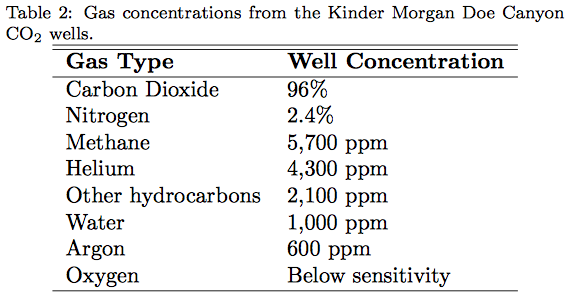 Table 2: Gas concentrations from the Kinder Morgan Doe Canyon
CO₂ wells.
Gas Type Well Concentration
Carbon Dioxide 96%
Nitrogen 2.4%
Methane 5,700 ppm
Helium 4,300 ppm
Other hydrocarbons 2,100 ppm
Water 1,000 ppm
Argon 600 ppm
Oxygen Below sensitivity